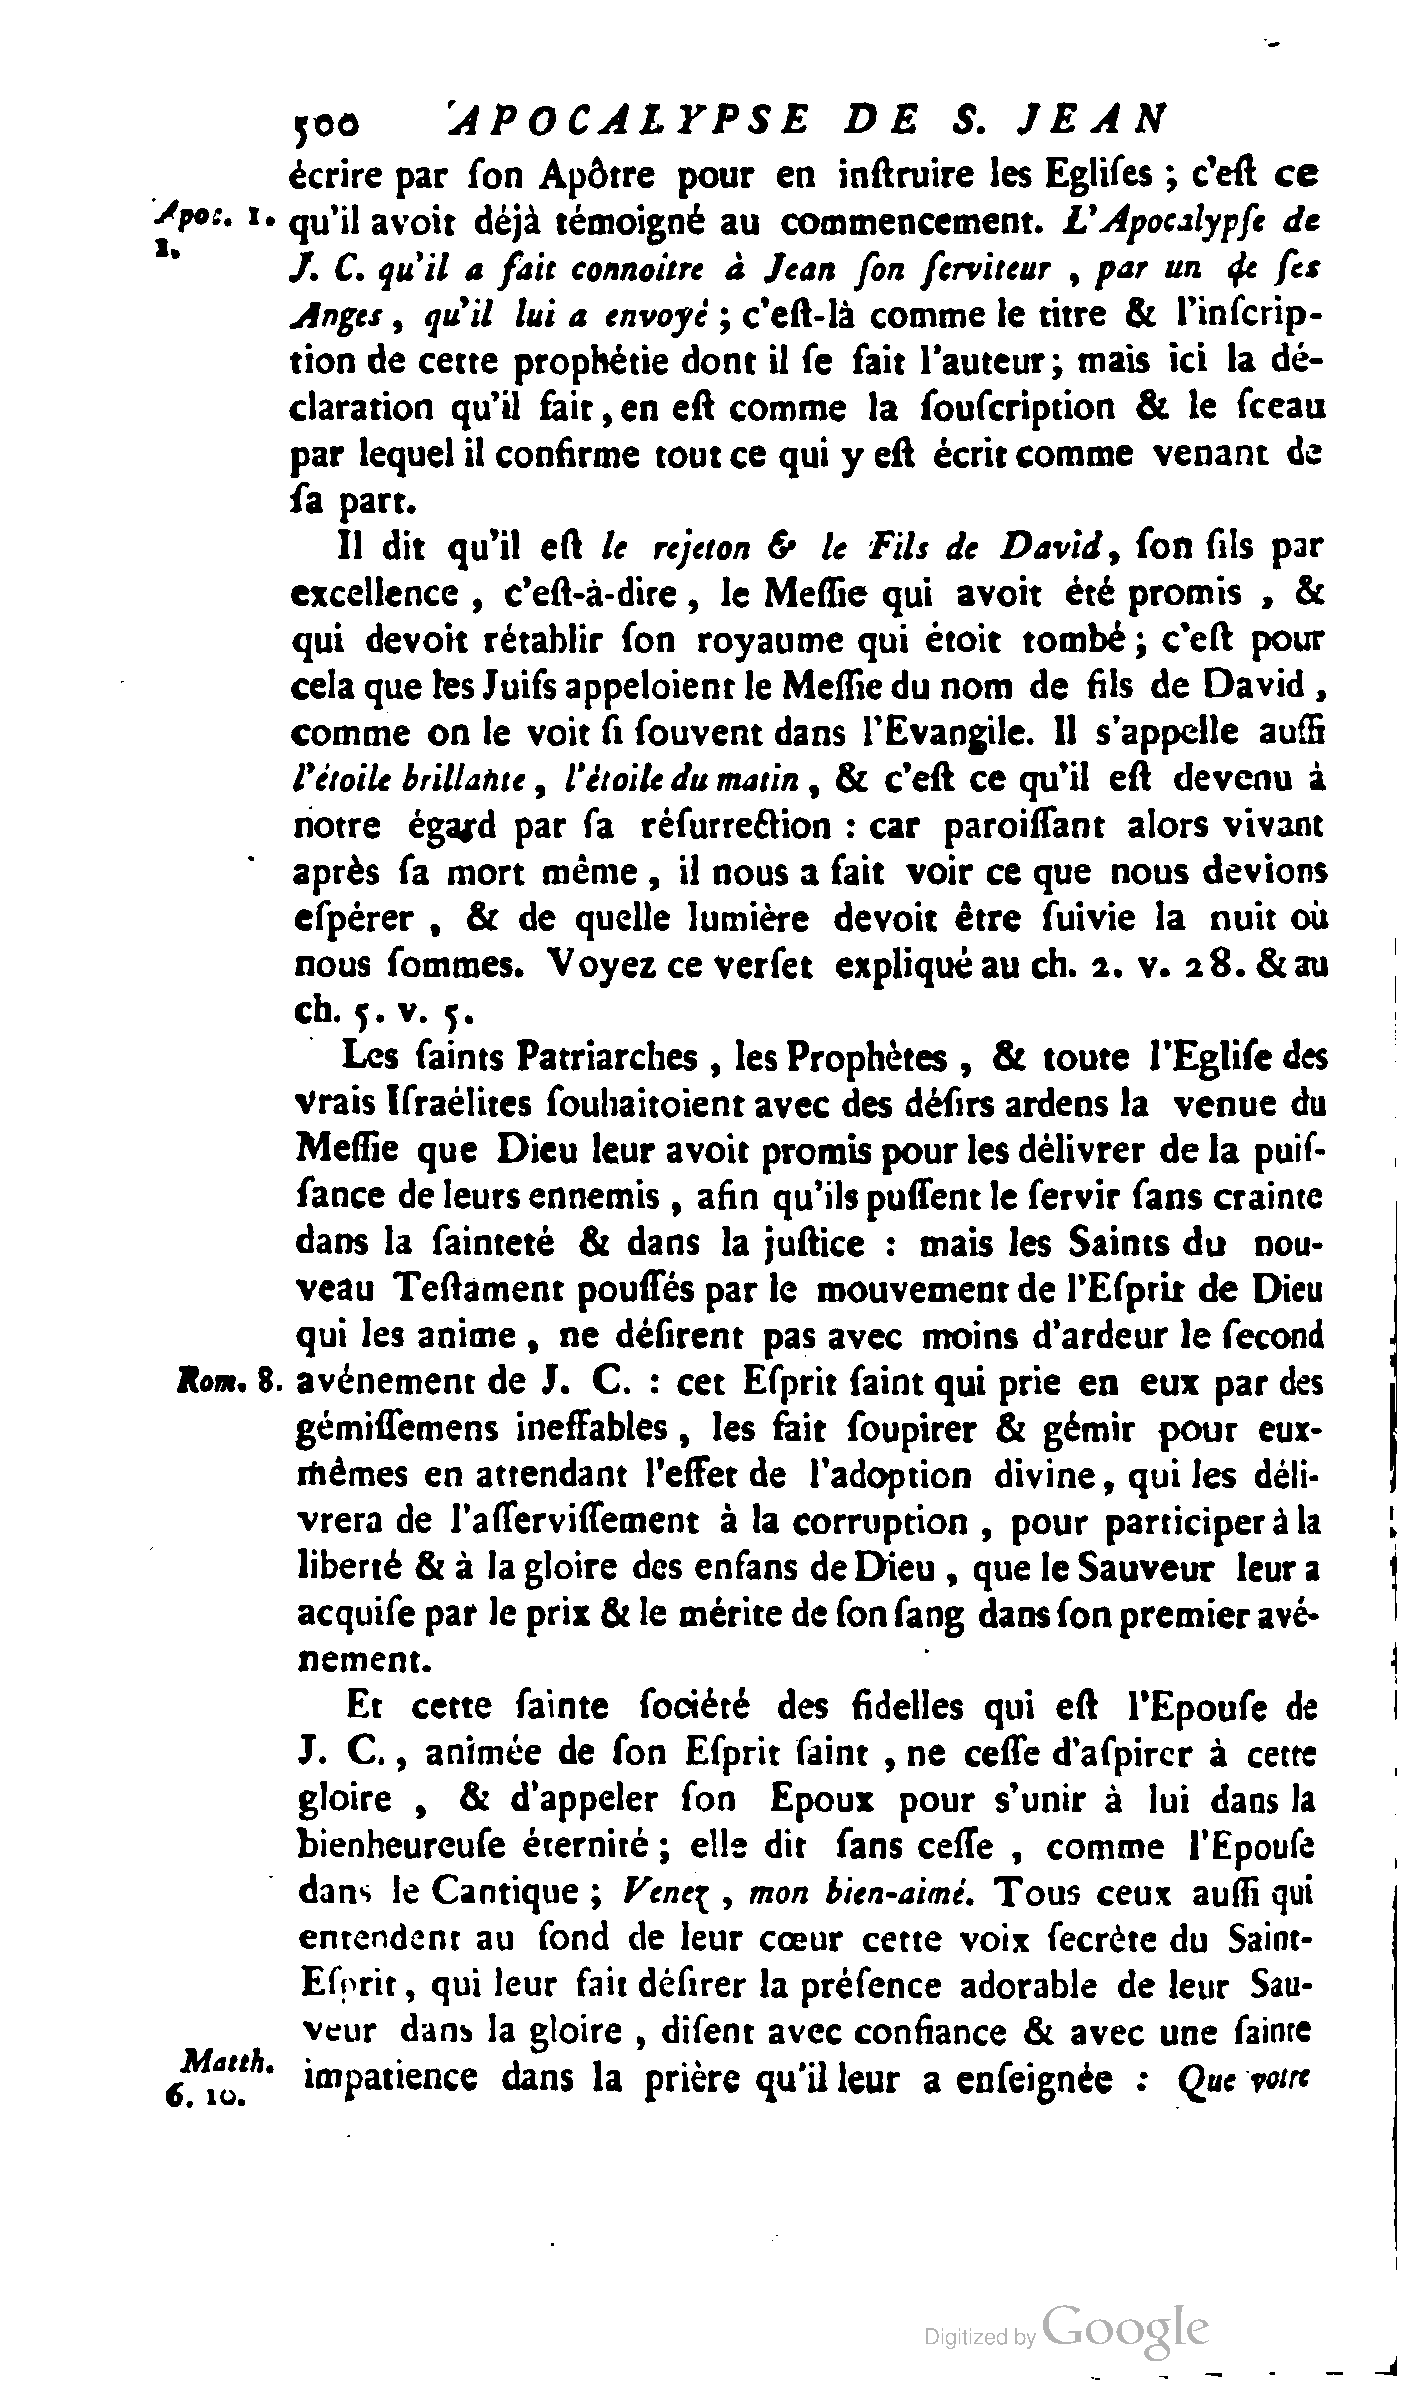 500 APOCALYPSE DE S. JEAN
écrire par ſon Apôtre pour en inſtruire les Egliſes ; c'eſt ce
Apoc. 1. qu'il avoit déjà témoigné au commencement. L'Apocalypſe de
1.
J. C. qu'il a fait connoître à Jean ſon ſerviteur , par un de ſes
Anges , qu'il lui a envoyé ; c'eſt-là comme le titre & l'inſcrip-
tion de cette prophétie dont il ſe fait l'auteur ; mais ici la dé-
claration qu'il fait , en eſt comme la ſouſcription & le ſceau
par lequel il confirme tout ce qui y eſt écrit comme venant de
ſa part.
Il dit qu'il eſt le rejeton & le Fils de David, ſon fils par
excellence , c'eſt-à-dire , le Meſſie qui avoit été promis , &
qui devoit rétablir ſon royaume qui étoit tombé ; c'eſt pour
cela que les Juifs appeloient le Meſſie du nom de fils de David ,
comme on le voit ſi ſouvent dans l'Evangile. Il s'appelle auſſi
l'étoile brillante , l'étoile du matin , & c'eſt ce qu'il eſt devenu à
notre égard par ſa réſurrection : car paroiſſant alors vivant
après ſa mort même , il nous a fait voir ce que nous devions
eſpérer , & de quelle lumière devoit être ſuivie la nuit où
nous ſommes. Voyez ce verſet expliqué au ch. 2. v. 28. & au
ch. 5. v. 5.
Les ſaints Patriarches , les Prophètes , & toute l'Egliſe des
vrais Iſraélites ſouhaitoient avec des déſirs ardens la venue du
Meſſie que Dieu leur avoit promis pour les délivrer de la puiſ-
ſance de leurs ennemis , afin qu'ils puſſent le ſervir ſans crainte
dans la ſainteté & dans la juſtice : mais les Saints du nou-
veau Teſtament pouſſés par le mouvement de l'Eſprit de Dieu
qui les anime , ne déſirent pas avec moins d'ardeur le ſecond
Rom. 8. avénement de J. C. : cet Eſprit ſaint qui prie en eux par des
gémiſſemens ineffables , les fait ſoupirer & gémir pour eux-
mêmes en attendant l'effet de l'adoption divine , qui les déli-
vrera de l'aſſerviſſement à la corruption , pour participer à la
liberté & à la gloire des enfans de Dieu , que le Sauveur leur a
acquiſe par le prix & le mérite de ſon ſang dans ſon premier avé-
nement.
Et cette ſainte ſociété des fidelles qui eſt l'Epouſe de
J. C. , animée de ſon Eſprit ſaint , ne ceſſe d'aſpirer à cette
gloire , & d'appeler ſon Epoux pour s'unir à lui dans la
bienheureuſe éternité ; elle dit ſans ceſſe , comme l'Epouſe
dans le Cantique ; Venez , mon bien-aimé. Tous ceux auſſi qui
entendent au fond de leur cœur cette voix ſecrète du Saint-
Eſprit , qui leur fait déſirer la préſence adorable de leur Sau-
veur dans la gloire , diſent avec confiance & avec une ſainte
Matth. impatience dans la prière qu'il leur a enſeignée : Que votre
6. 10.
Digitized by Google